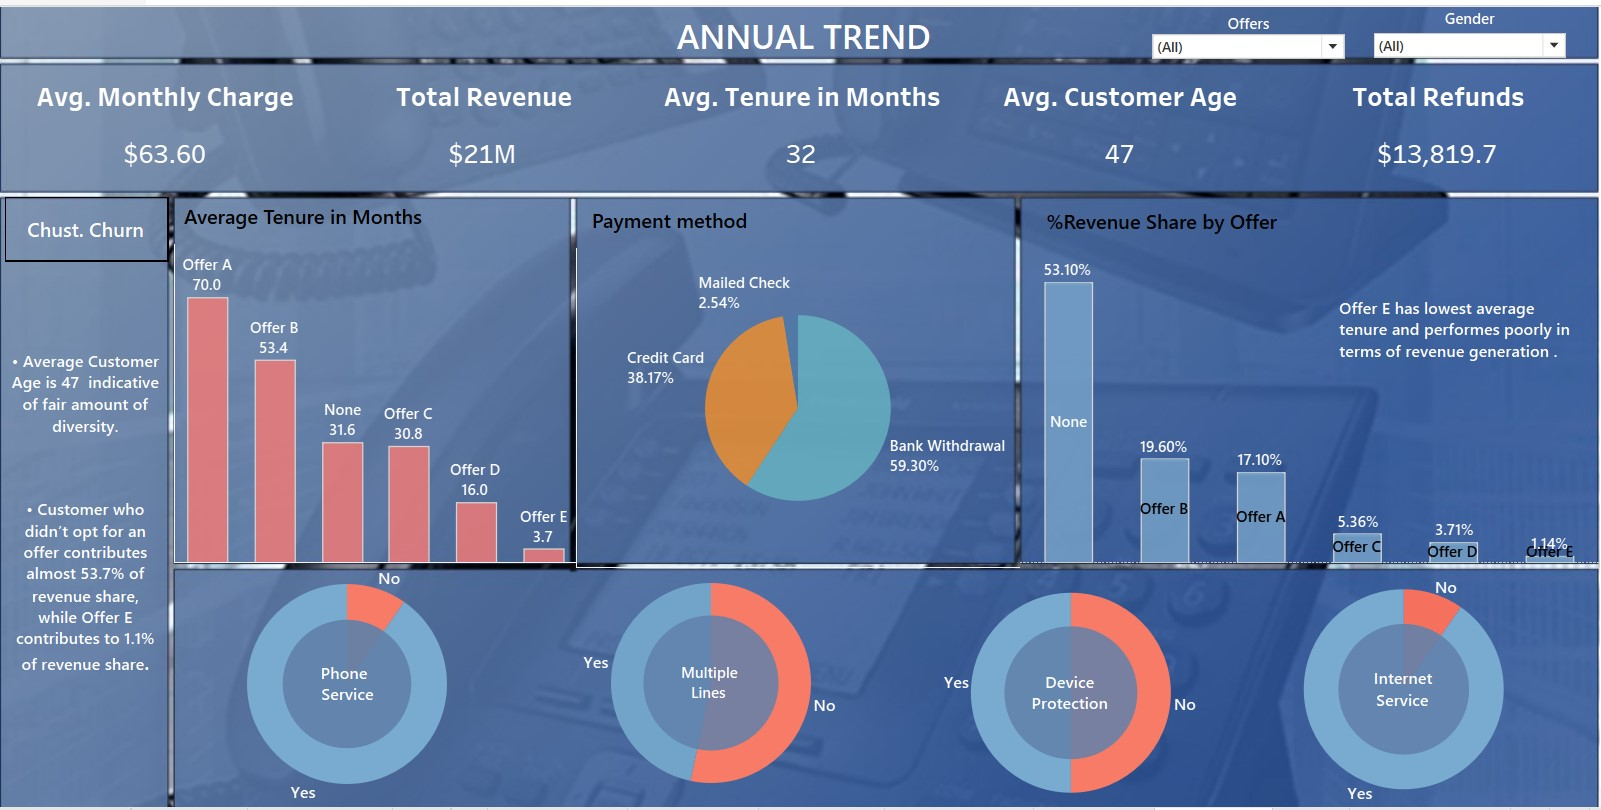 ANNUAL TREND
Offers
(All)
Gender
(All)
Avg. Monthly Charge
$63.60
Total Revenue
$21M
Avg. Tenure in Months
32
Avg. Customer Age
47
Total Refunds
$13,819.7
Chust. Churn
• Average Customer
Age is 47 indicative
of fair amount of
diversity.
• Customer who
didn't opt for an
offer contributes
almost 53.7% of
revenue share,
while Offer E
contributes to 1.1%
of revenue share.
Average Tenure in Months
Offer A
70.0
Offer B
53.4
None
31.6
Offer C
30.8
Offer D
16.0
Offer E
3.7
Payment method
Mailed Check
2.54%
Credit Card
38.17%
Bank Withdrawal
59.30%
%Revenue Share by Offer
53.10%
None
19.60%
Offer B
17.10%
Offer A
5.36%
Offer C
3.71%
Offer D
1.14%
Offer E
Offer E has lowest average
tenure and performes poorly in
terms of revenue generation .
No
Phone
Service
Yes
Yes
Multiple
Lines
No
Yes
Device
Protection
No
No
Internet
Service
Yes